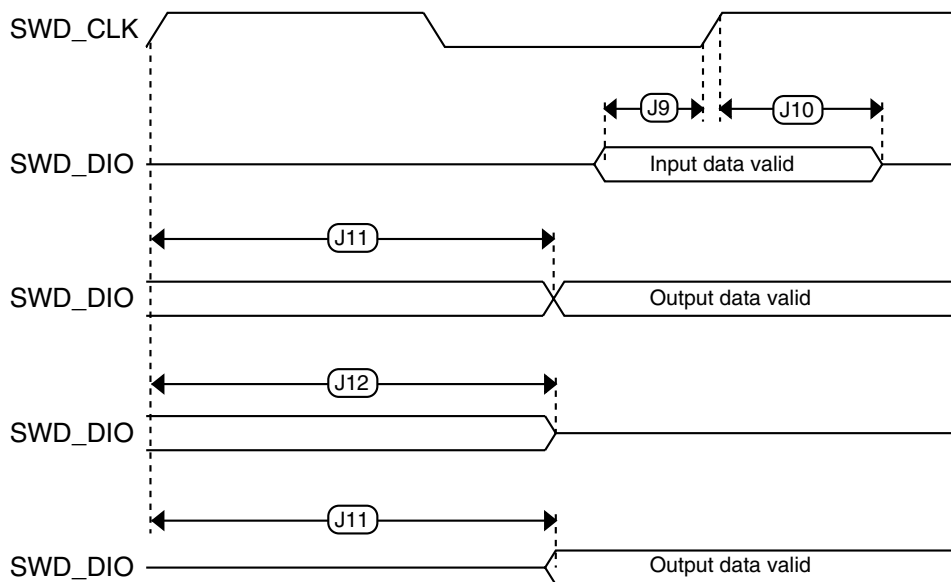 SWD_CLK
J9
J10
SWD_DIO
Input data valid
J11
SWD_DIO
Output data valid
J12
SWD_DIO
J11
SWD_DIO
Output data valid